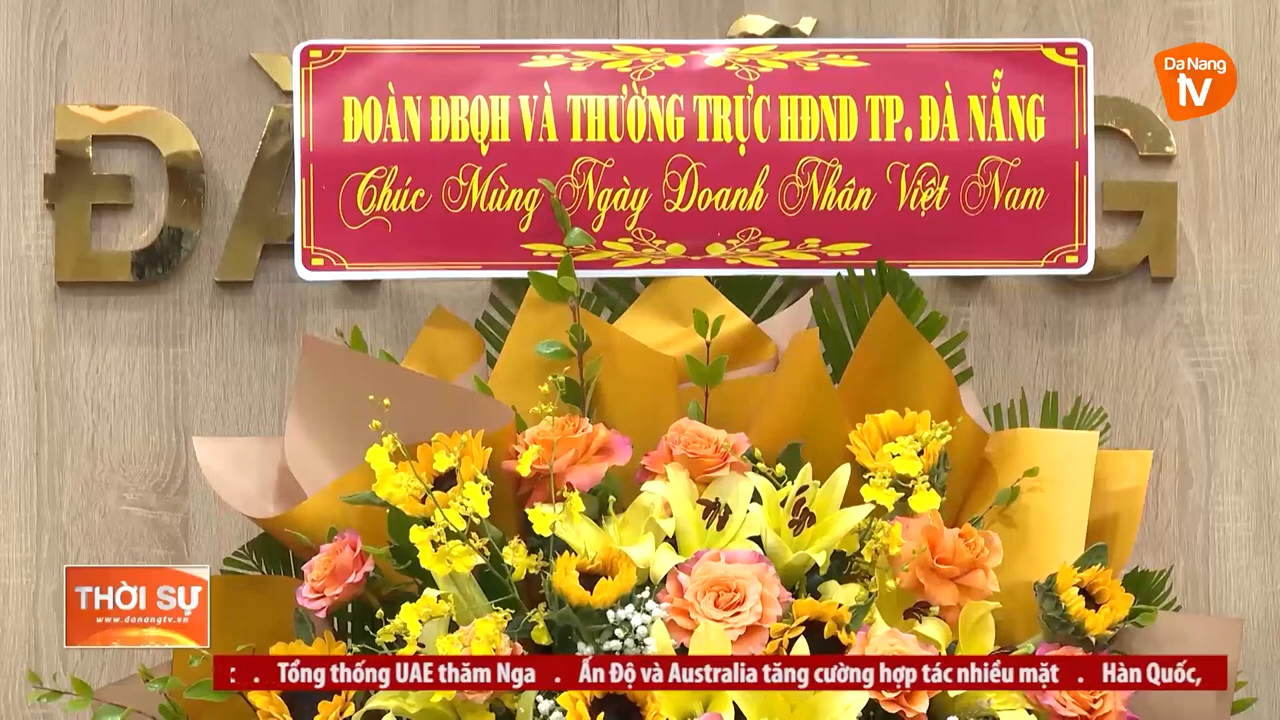 Da Nang
tv
ĐÀ
G
ĐOÀN ĐBQH VÀ THƯỜNG TRỰC HĐND TP. ĐÀ NẴNG
Chúc Mừng Ngày Doanh Nhân Việt Nam
THỜI SỰ
www.danangtv.vn
. Tổng thống UAE thăm Nga . Ấn Độ và Australia tăng cường hợp tác nhiều mặt . Hàn Quốc,